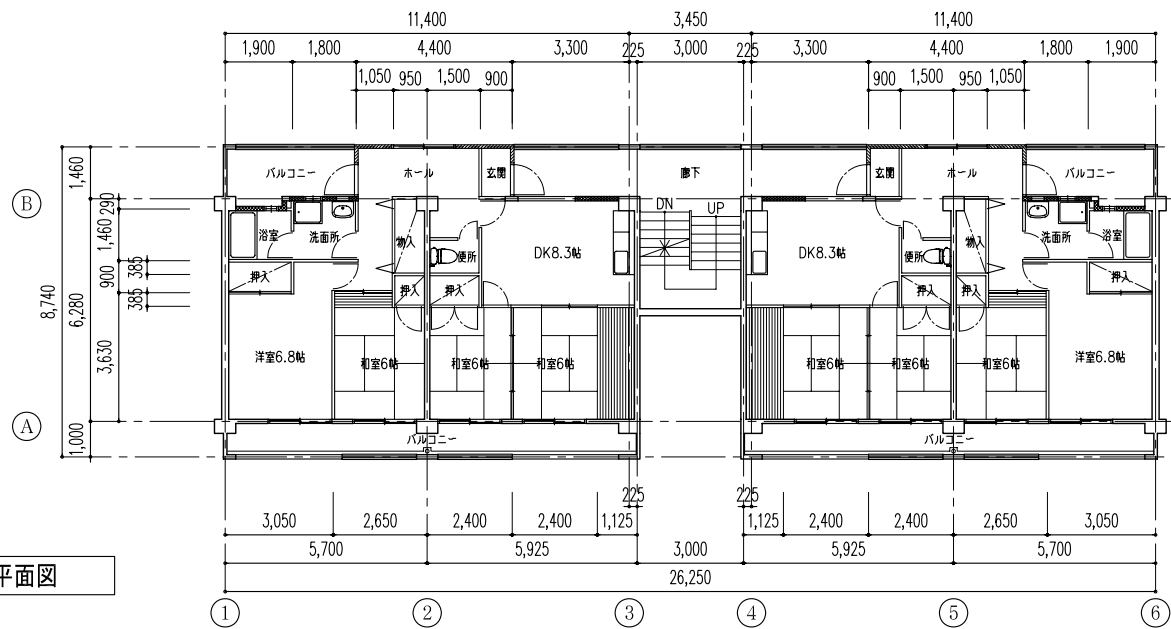 11,400 3,450 11,400
1,900 1,800 4,400 3,300 225 3,000 225 3,300 4,400 1,800 1,900
1,050 950 1,500 900 900 1,500 950 1,050
バルコニー ホール 玄関 廊下 玄関 ホール バルコニー
1,460
B
290
DN UP
浴室 洗面所 物入 便所 DK8.3帖 DK8.3帖 便所 物入 洗面所 浴室
1,460
385
900
385
押入 押入 押入 押入 押入 押入
8,740
6,280
3,630
洋室6.8帖 和室6帖 和室6帖 和室6帖 和室6帖 和室6帖 和室6帖 洋室6.8帖
A
1,000
バルコニー バルコニー
225 225
3,050 2,650 2,400 2,400 1,125 1,125 2,400 2,400 2,650 3,050
5,700 5,925 3,000 5,925 5,700
26,250
平面図
1 2 3 4 5 6